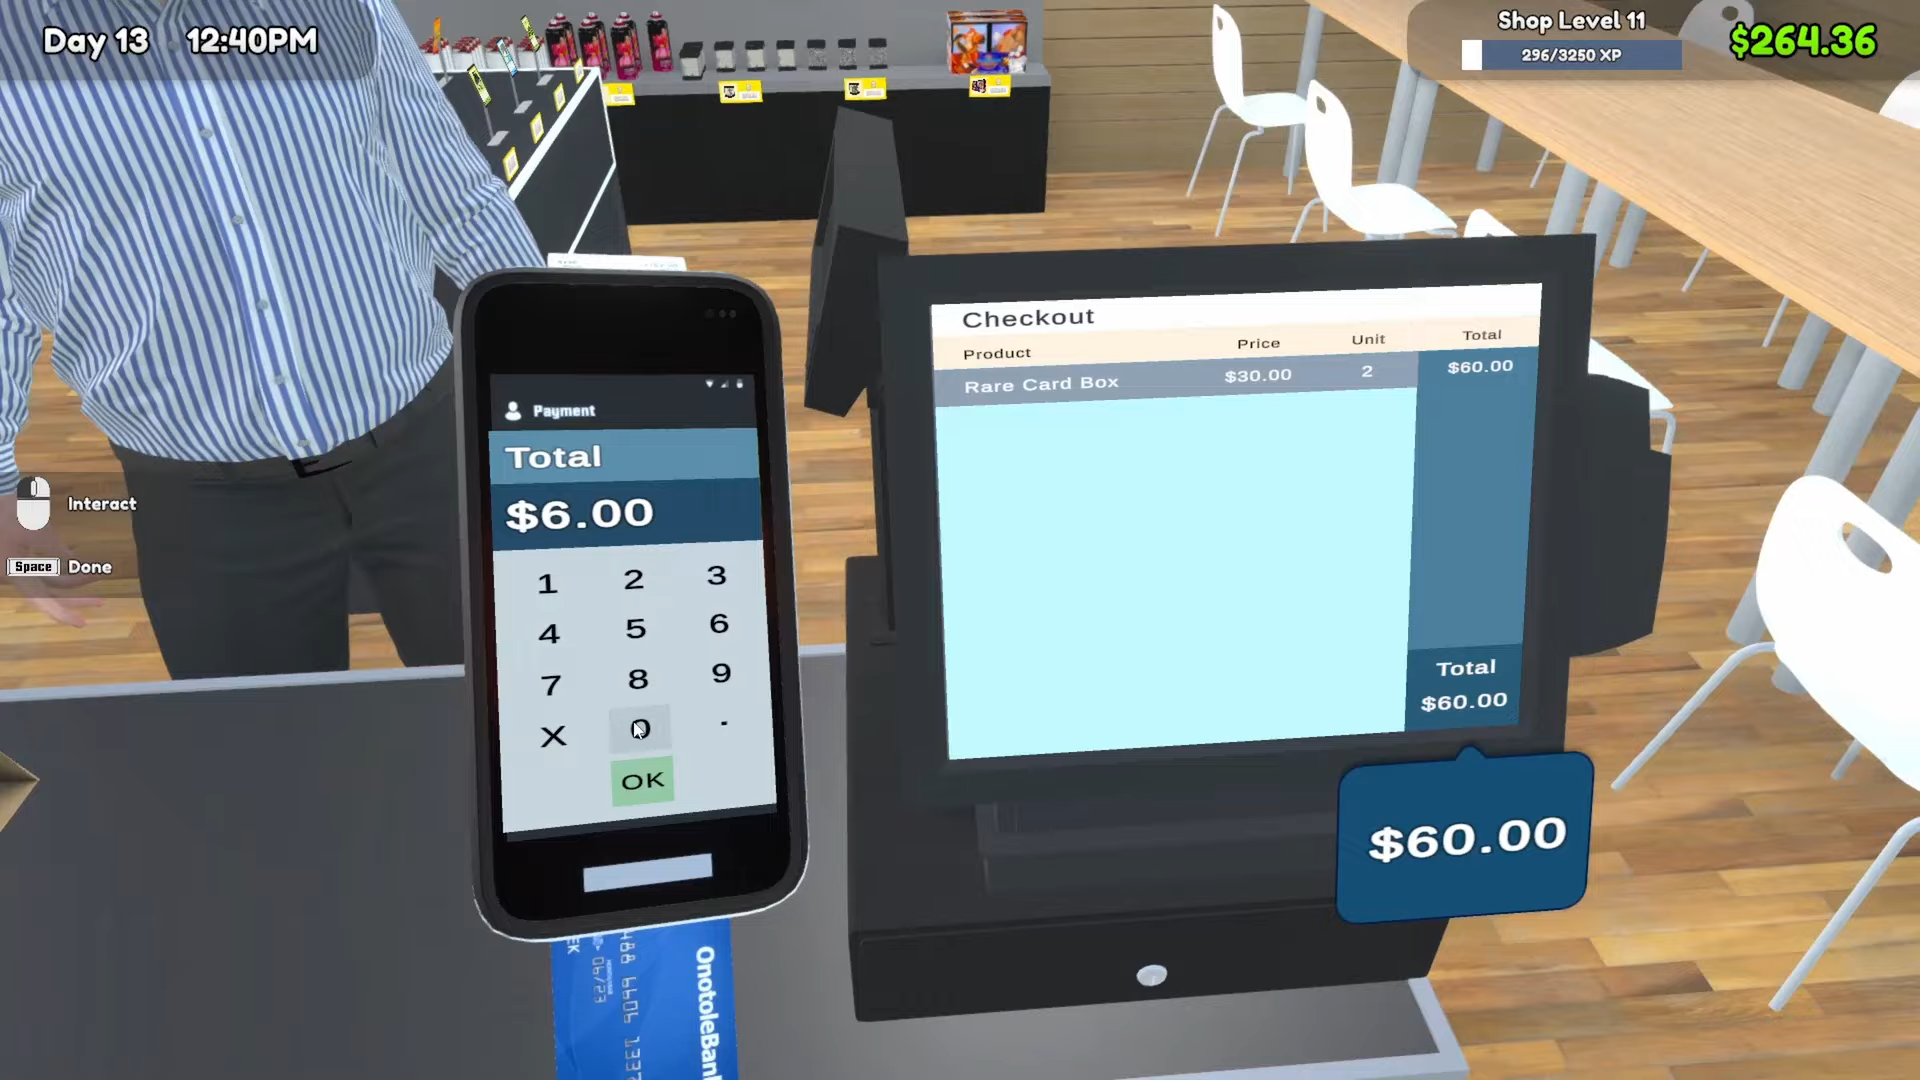 Day 13 12:40PM
Shop Level 11
296/3250 XP
$264.36
Interact
Space Done
Payment
Total
$6.00
1 2 3
4 5 6
7 8 9
X 0 .
OK
Checkout
Product Price Unit Total
Rare Card Box $30.00 2 $60.00
Total
$60.00
$60.00
OnotoleBank
06/23